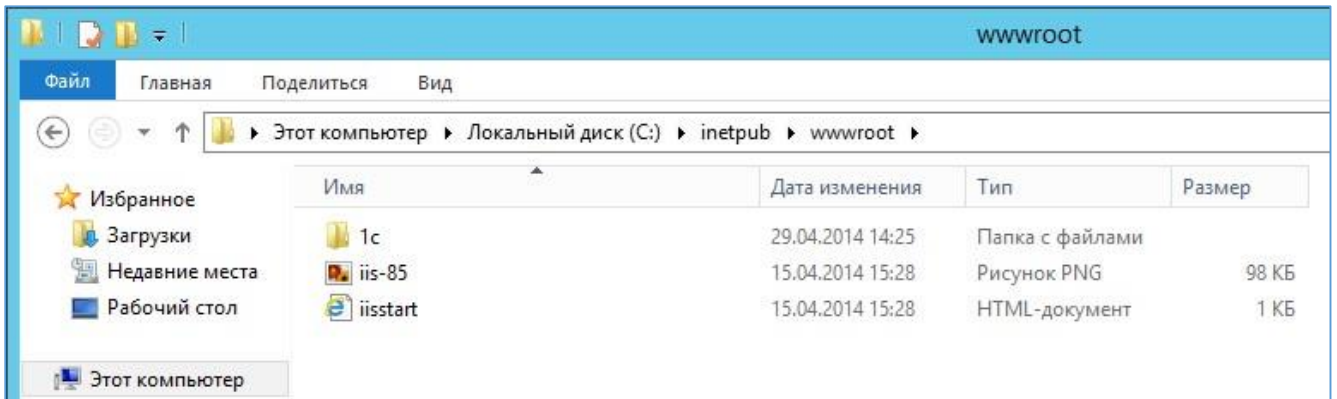 wwwroot
Файл Главная Поделиться Вид
Этот компьютер Локальный диск (C:) inetpub wwwroot
Избранное
Загрузки
Недавние места
Рабочий стол
Этот компьютер
Имя Дата изменения Тип Размер
1c 29.04.2014 14:25 Папка с файлами
iis-85 15.04.2014 15:28 Рисунок PNG 98 КБ
iisstart 15.04.2014 15:28 HTML-документ 1 КБ